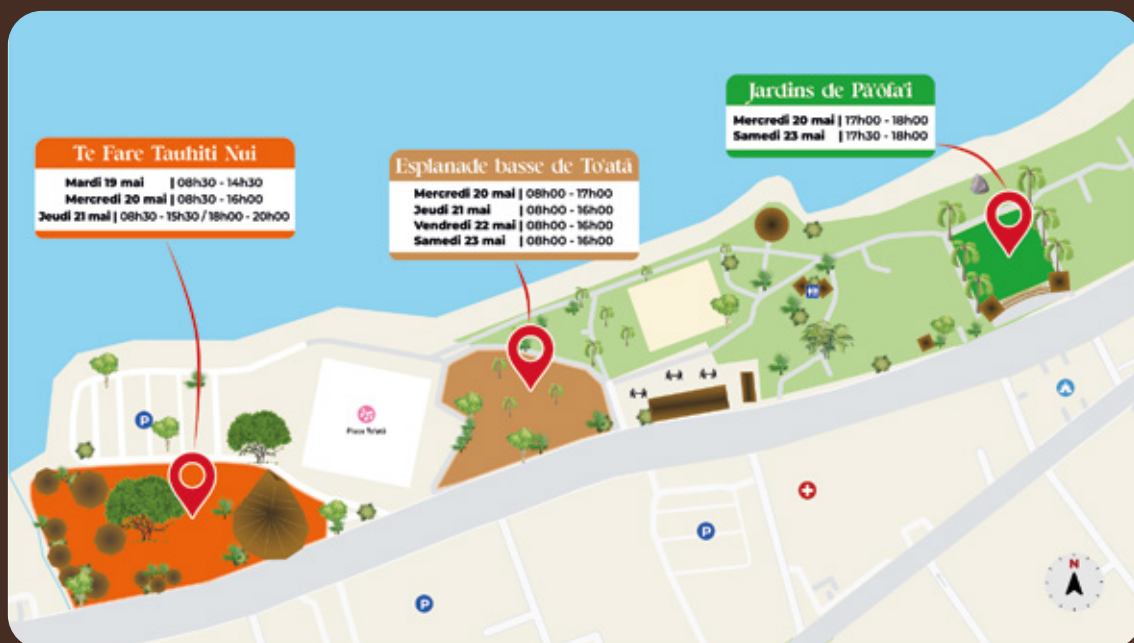 Te Fare Tauhiti Nui
Mardi 19 mai | 08h30 - 14h30
Mercredi 20 mai | 08h30 - 16h00
Jeudi 21 mai | 08h30 - 15h30 / 18h00 - 20h00
Esplanade basse de To'atā
Mercredi 20 mai | 08h00 - 17h00
Jeudi 21 mai | 08h00 - 16h00
Vendredi 22 mai | 08h00 - 16h00
Samedi 23 mai | 08h00 - 16h00
Jardins de Pā'ōfa'i
Mercredi 20 mai | 17h00 - 18h00
Samedi 23 mai | 17h30 - 18h00
P
Place To'atā
P
P
N